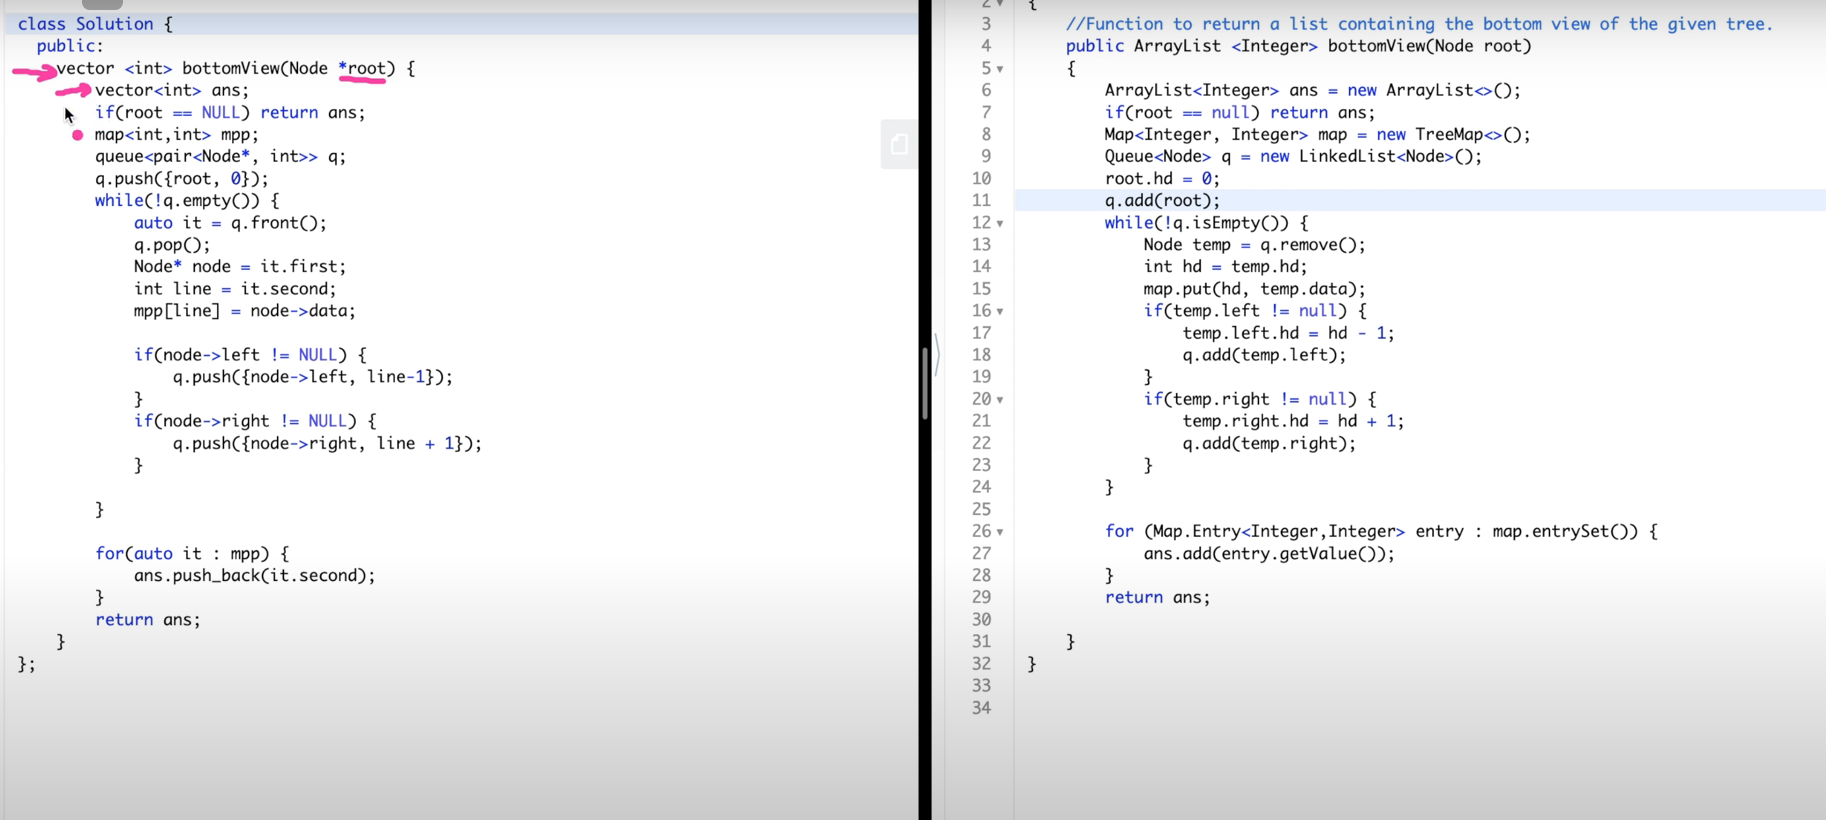 class Solution {
public:
vector <int> bottomView(Node *root) {
vector<int> ans;
if(root == NULL) return ans;
map<int,int> mpp;
queue<pair<Node*, int>> q;
q.push({root, 0});
while(!q.empty()) {
auto it = q.front();
q.pop();
Node* node = it.first;
int line = it.second;
mpp[line] = node->data;
if(node->left != NULL) {
q.push({node->left, line-1});
}
if(node->right != NULL) {
q.push({node->right, line + 1});
}
}
for(auto it : mpp) {
ans.push_back(it.second);
}
return ans;
}
};
2 {
3 //Function to return a list containing the bottom view of the given tree.
4 public ArrayList <Integer> bottomView(Node root)
5 {
6 ArrayList<Integer> ans = new ArrayList<>();
7 if(root == null) return ans;
8 Map<Integer, Integer> map = new TreeMap<>();
9 Queue<Node> q = new LinkedList<Node>();
10 root.hd = 0;
11 q.add(root);
12 while(!q.isEmpty()) {
13 Node temp = q.remove();
14 int hd = temp.hd;
15 map.put(hd, temp.data);
16 if(temp.left != null) {
17 temp.left.hd = hd - 1;
18 q.add(temp.left);
19 }
20 if(temp.right != null) {
21 temp.right.hd = hd + 1;
22 q.add(temp.right);
23 }
24 }
25
26 for (Map.Entry<Integer,Integer> entry : map.entrySet()) {
27 ans.add(entry.getValue());
28 }
29 return ans;
30
31 }
32 }
33
34